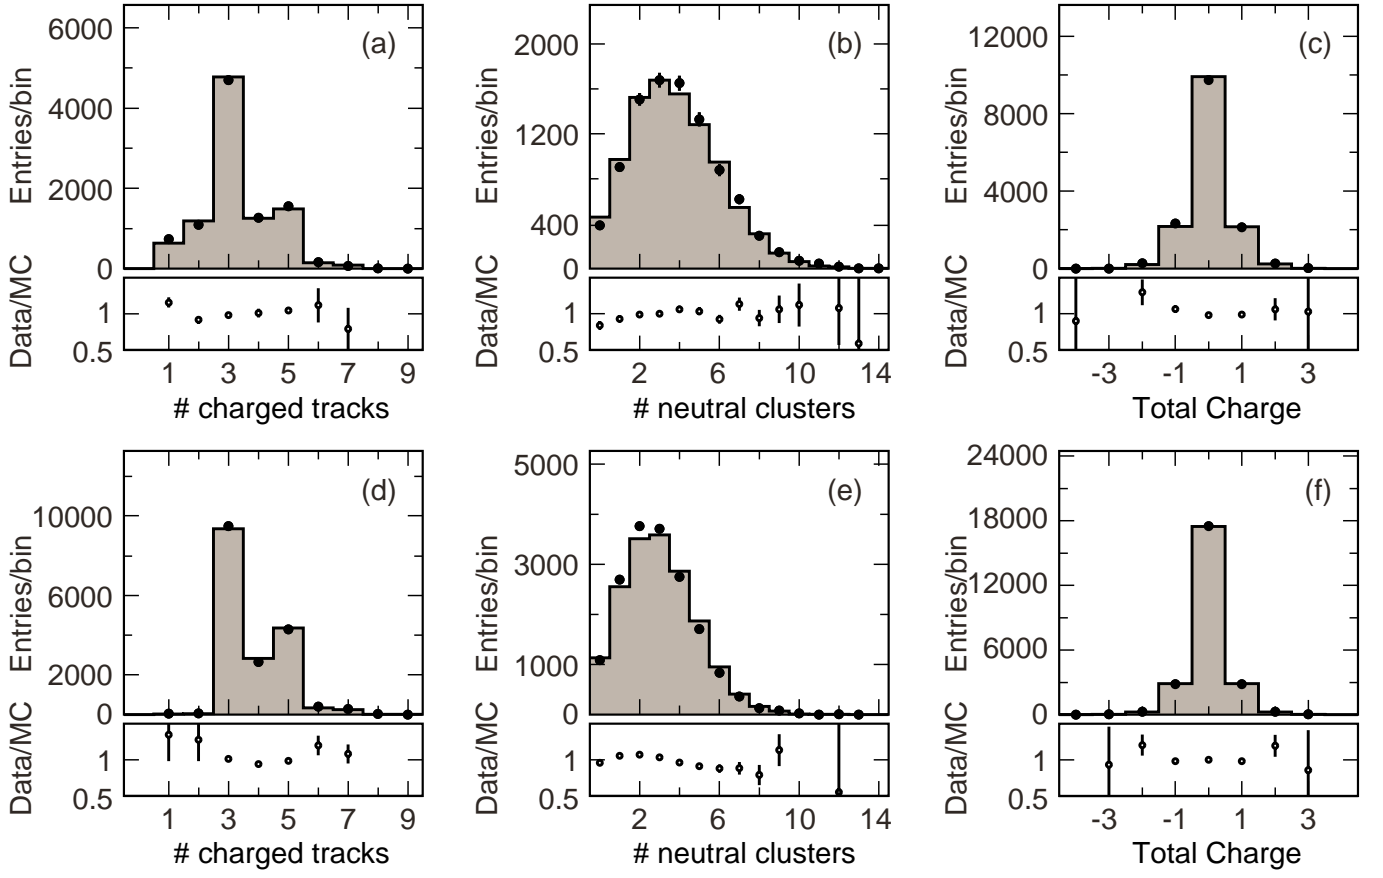 (a)
Entries/bin
6000
4000
2000
0
Data/MC
1
0.5
1 3 5 7 9
# charged tracks
(b)
Entries/bin
2000
1200
400
0
Data/MC
1
0.5
2 6 10 14
# neutral clusters
(c)
Entries/bin
12000
8000
4000
0
Data/MC
1
0.5
-3 -1 1 3
Total Charge
(d)
Entries/bin
10000
6000
2000
0
Data/MC
1
0.5
1 3 5 7 9
# charged tracks
(e)
Entries/bin
5000
3000
1000
0
Data/MC
1
0.5
2 6 10 14
# neutral clusters
(f)
Entries/bin
24000
18000
12000
6000
0
Data/MC
1
0.5
-3 -1 1 3
Total Charge